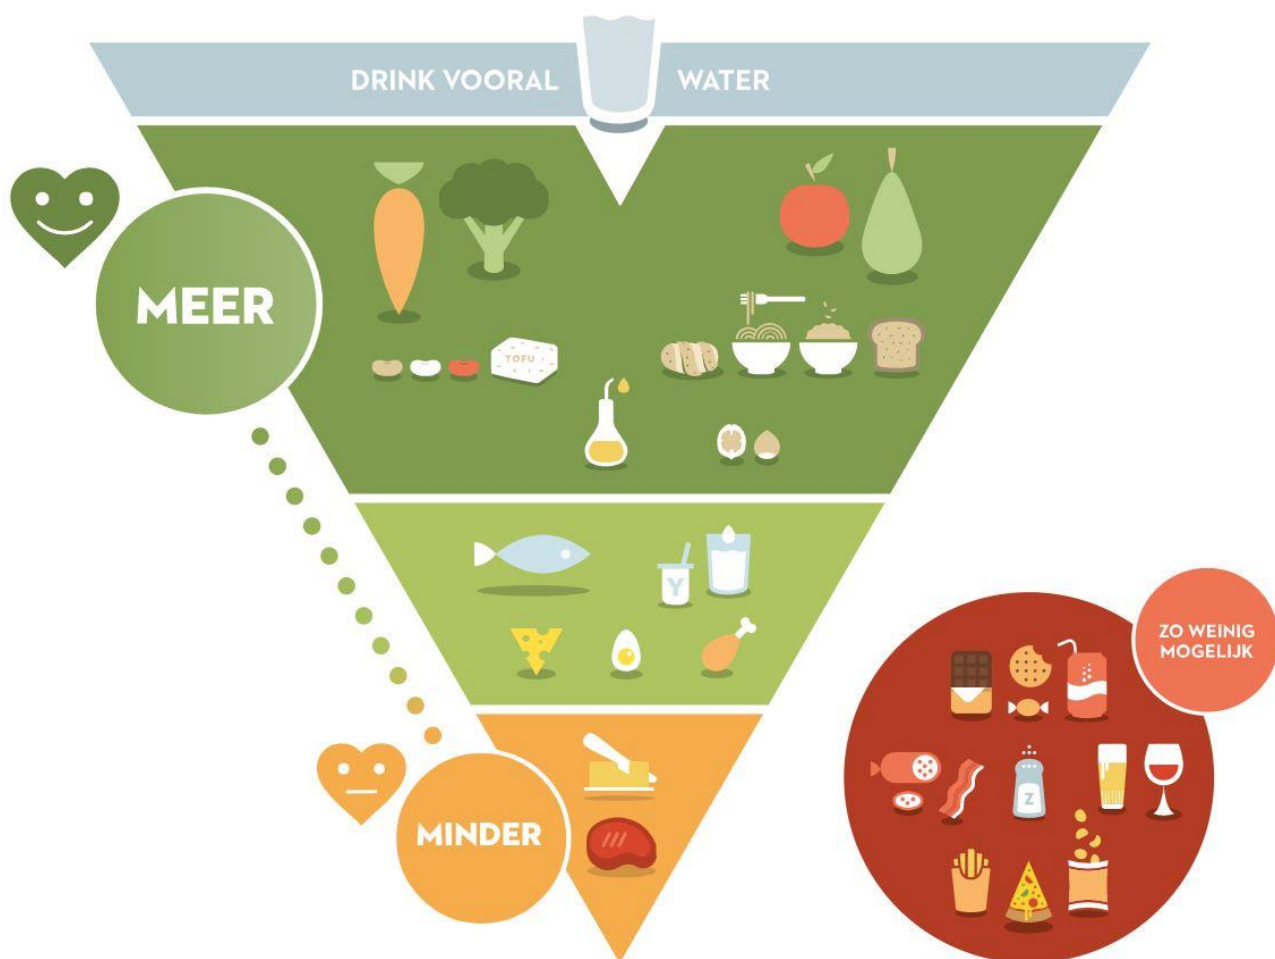 DRINK VOORAL WATER
MEER
TOFU
Y
MINDER
ZO WEINIG
MOGELIJK
Z